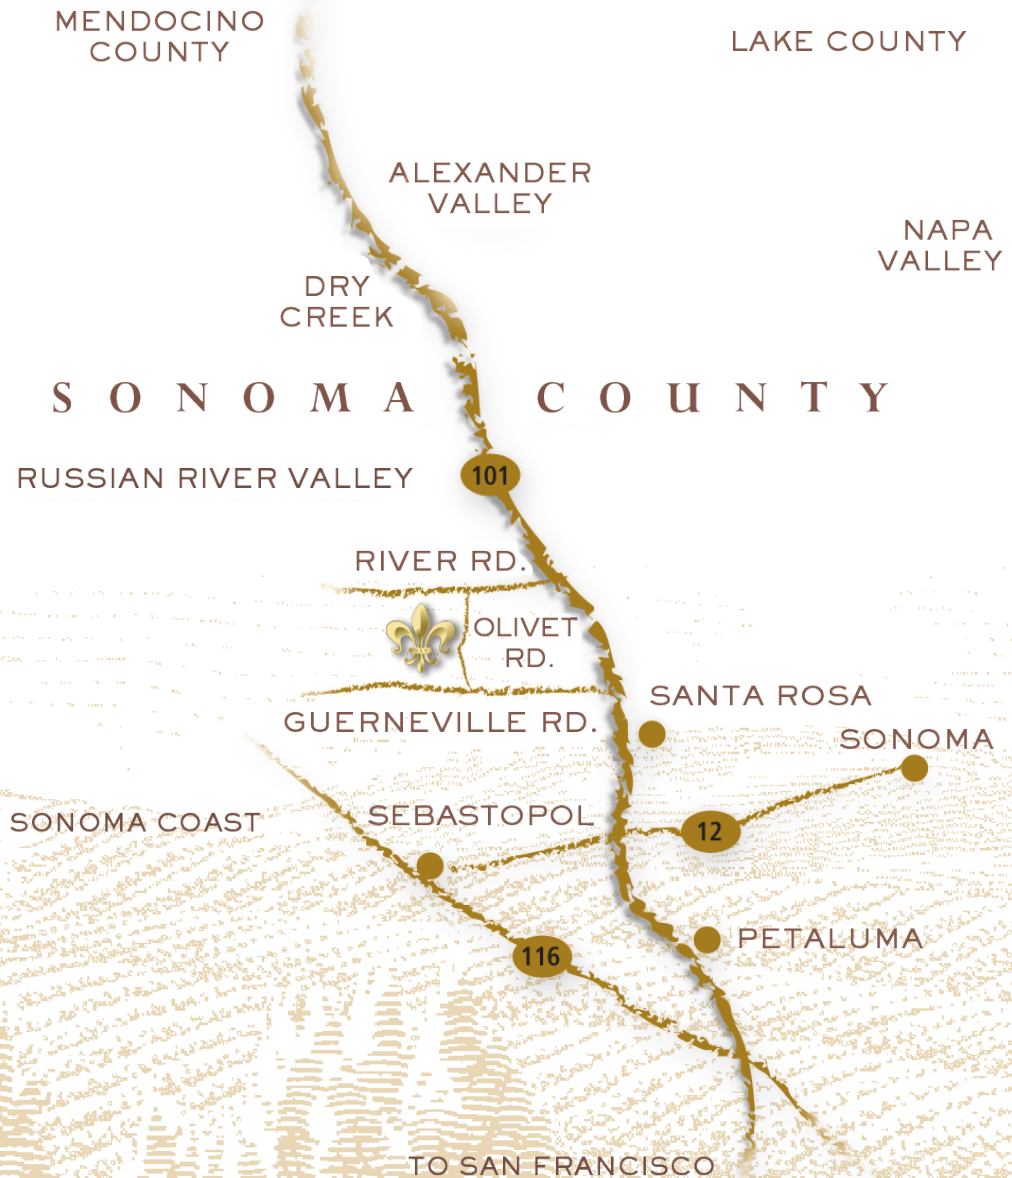 MENDOCINO
COUNTY
LAKE COUNTY
ALEXANDER
VALLEY
NAPA
VALLEY
DRY
CREEK
SONOMA COUNTY
RUSSIAN RIVER VALLEY
101
RIVER RD.
OLIVET
RD.
GUERNEVILLE RD.
SANTA ROSA
SONOMA
SONOMA COAST
SEBASTOPOL
12
PETALUMA
116
TO SAN FRANCISCO